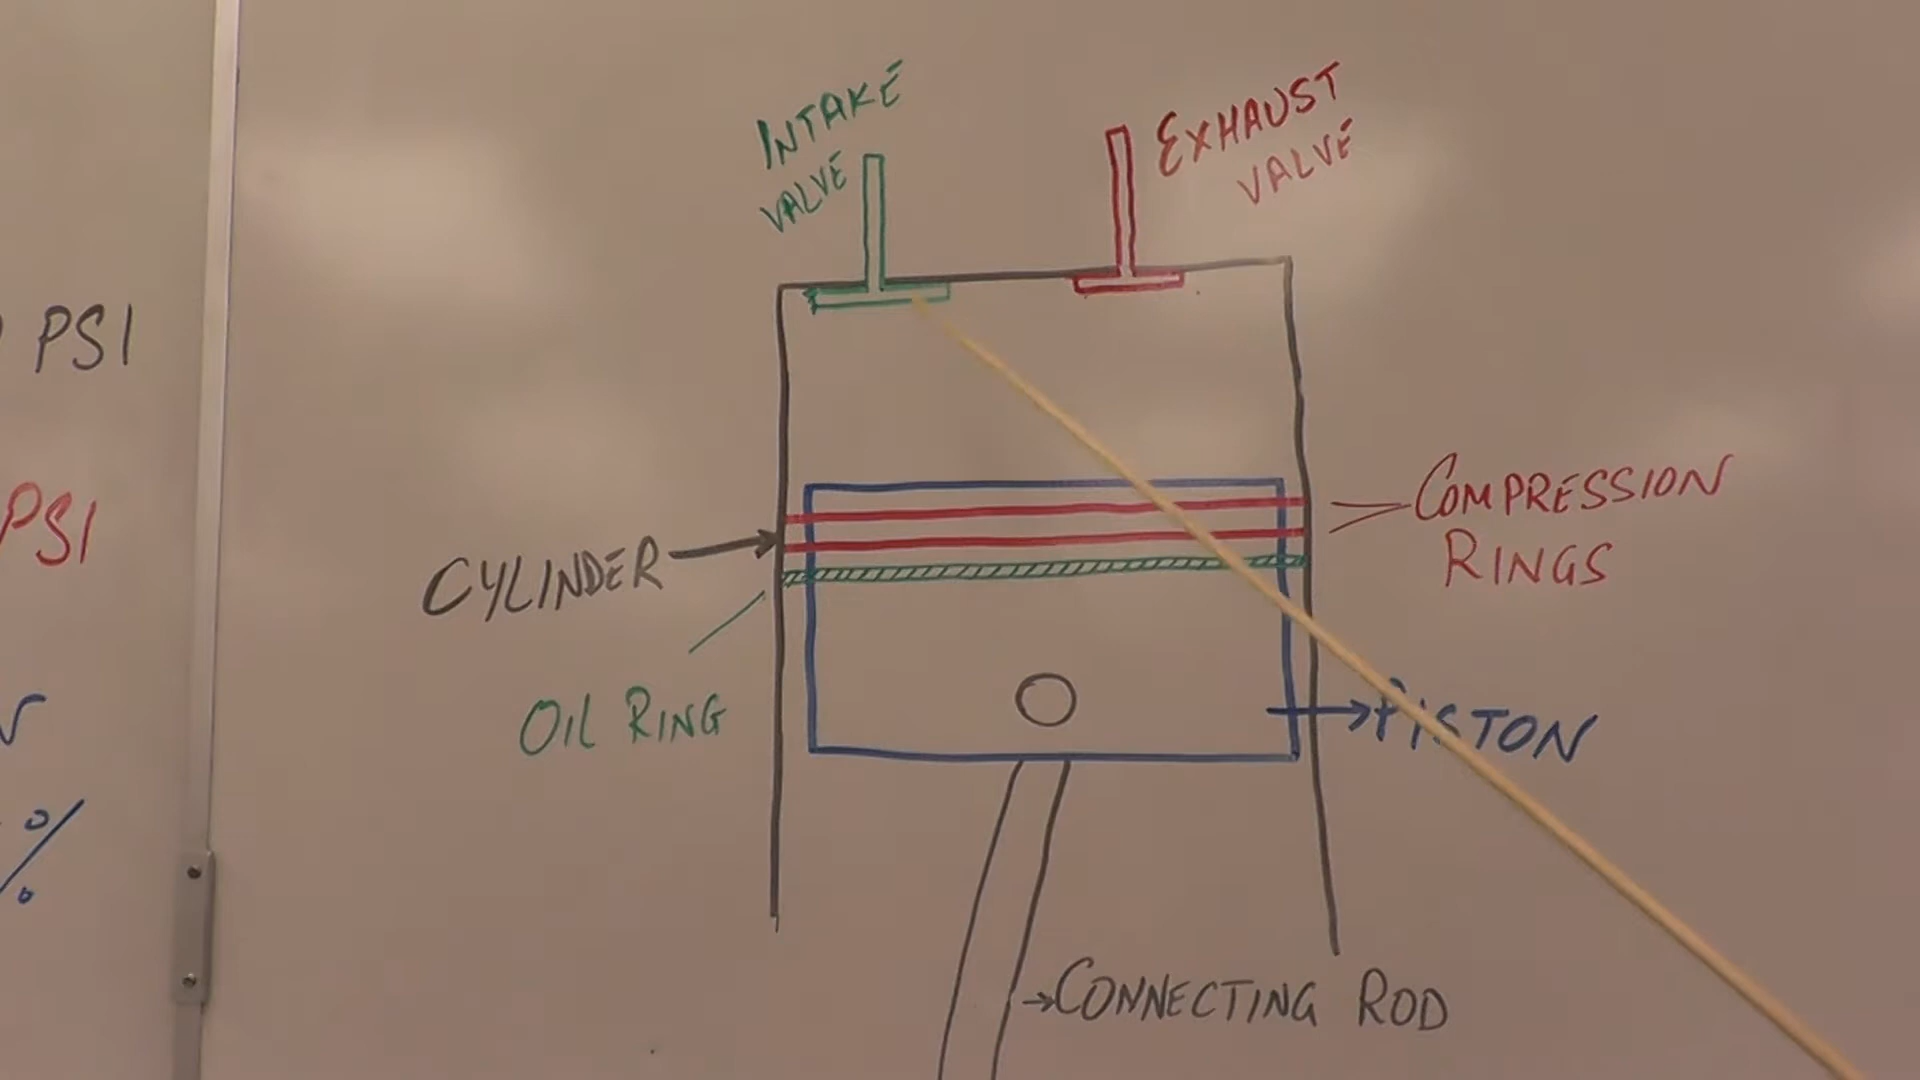 INTAKE
VALVE
EXHAUST
VALVE
PSI
PSI
%
CYLINDER
COMPRESSION
RINGS
OIL RING
PISTON
CONNECTING ROD